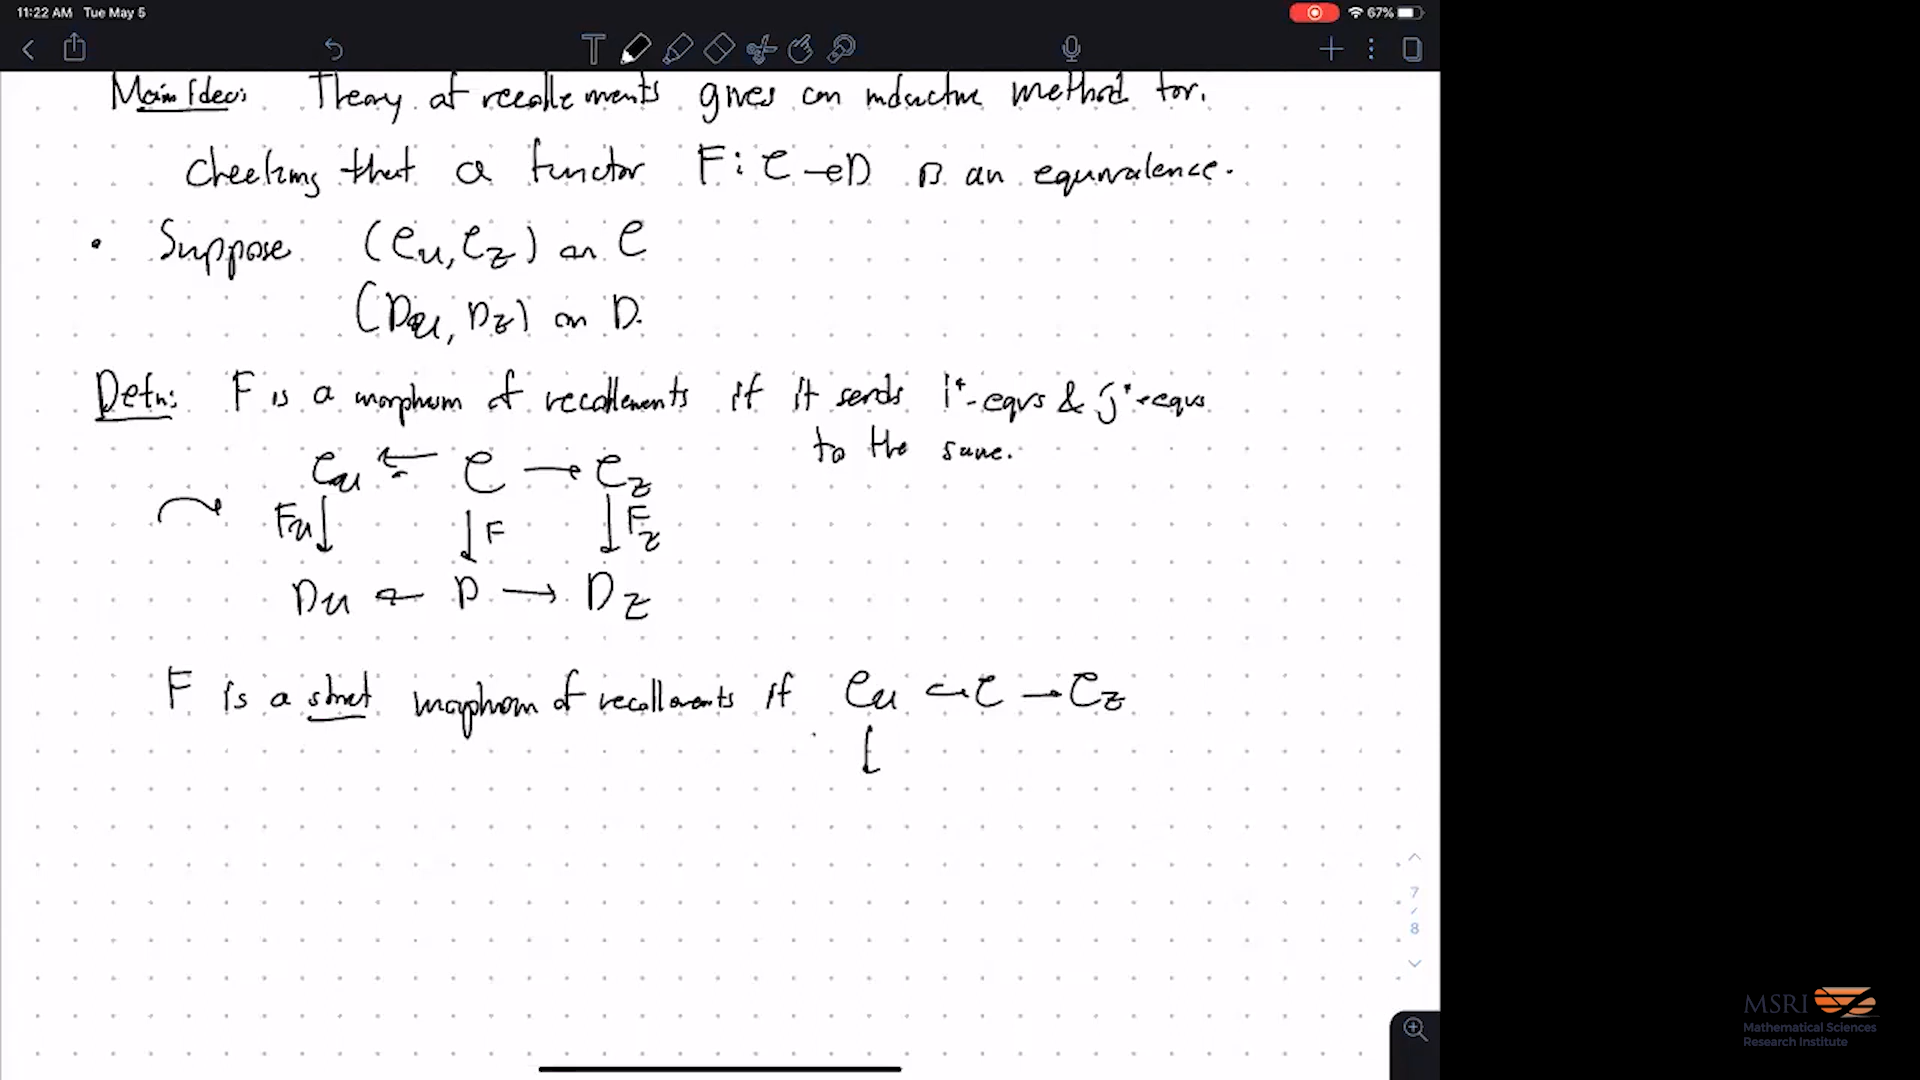 11:22 AM Tue May 5
67%
Main Idea: Theory of recollements gives an inductive method for
checking that a functor F: C → D is an equivalence.
• Suppose (C_U, C_Z) on C
(D_U, D_Z) on D.
Defn: F is a morphism of recollements if it sends i*-eqvs & j*-eqvs
to the same.
C_U ← C → C_Z
F_U ↓ ↓ F ↓ F_Z
D_U ← D → D_Z
F is a strict morphism of recollements if C_U ← C → C_Z
↓
7
/
8
MSRI
Mathematical Sciences
Research Institute